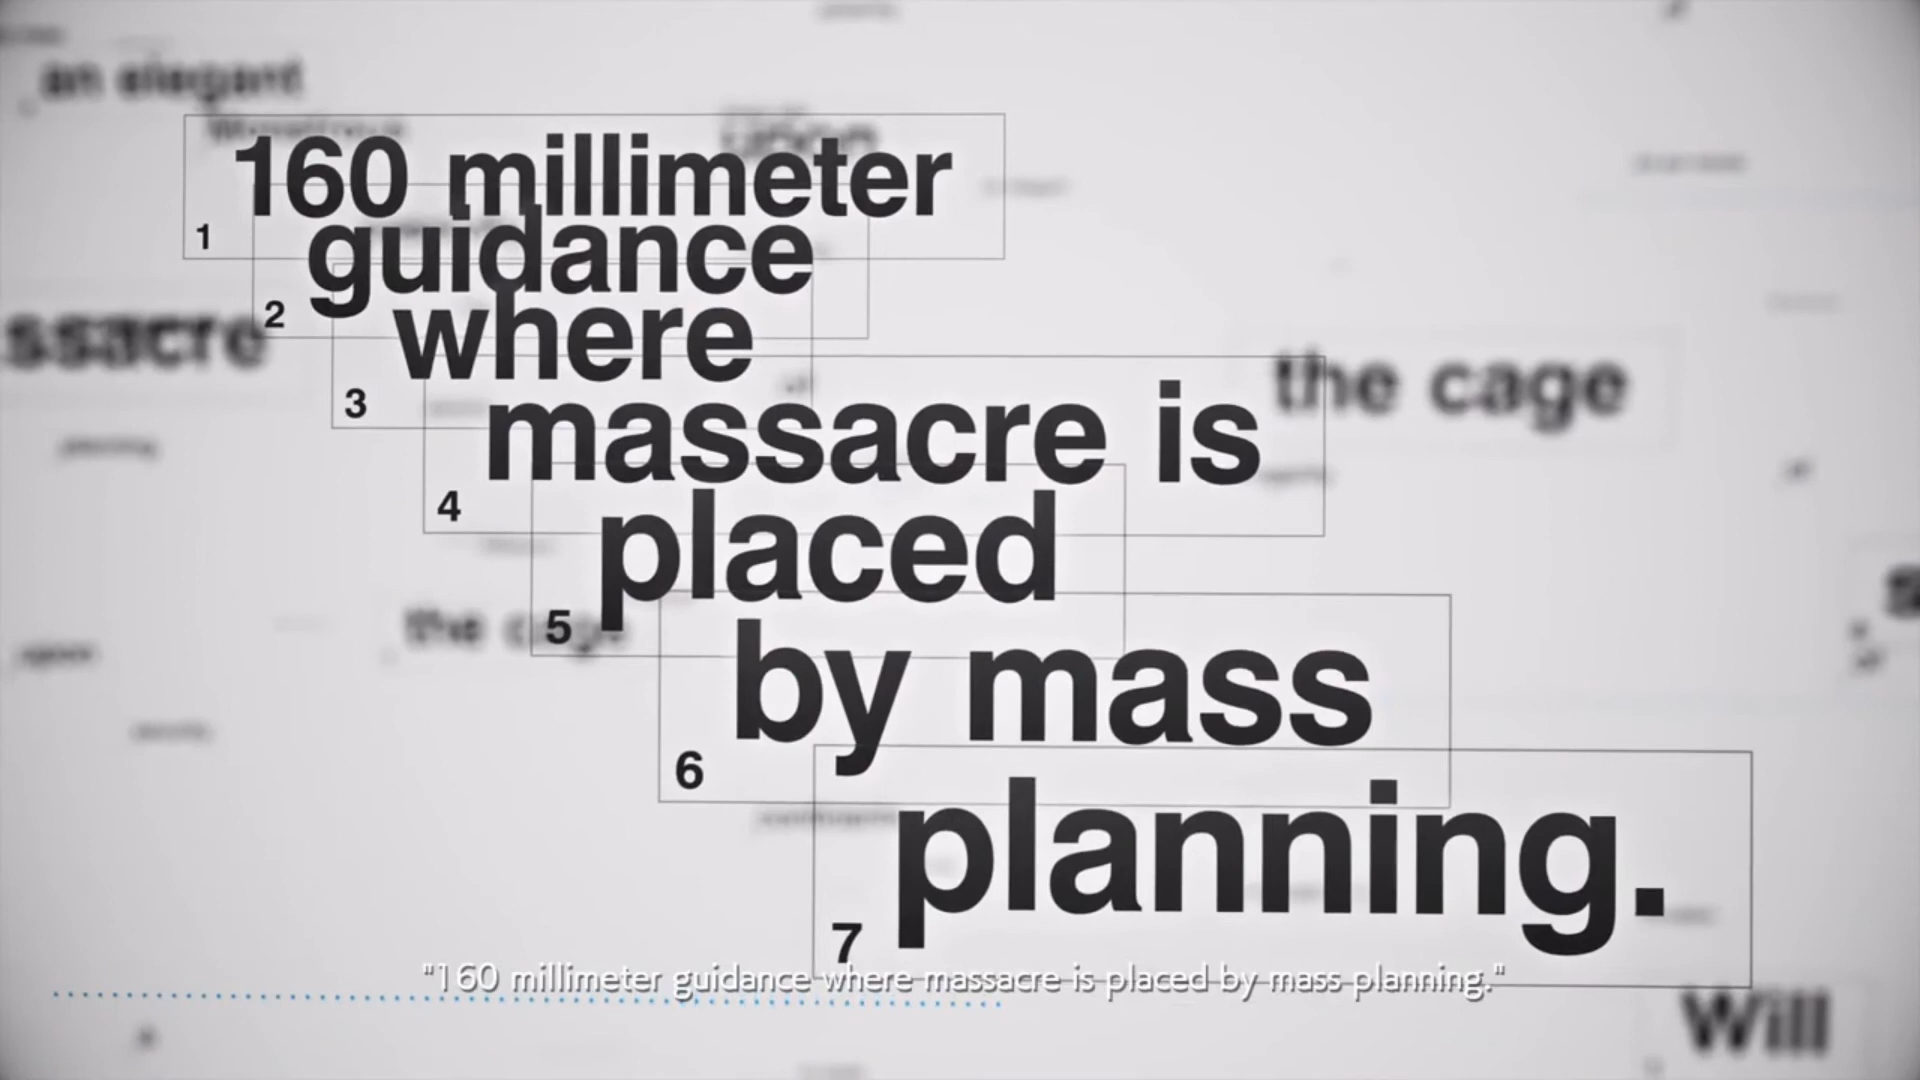 an elegant
upon
160 millimeter
1
guidance
2
ssacre
where
3
the cage
massacre is
4
placed
5
the cage
by mass
6
planning.
7
"160 millimeter guidance where massacre is placed by mass planning."
Will